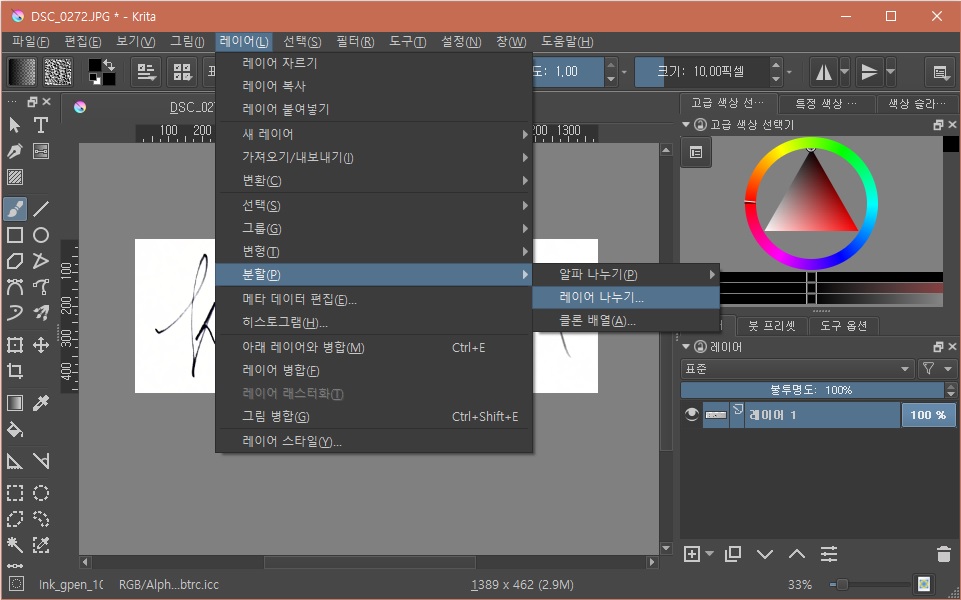 DSC_0272.JPG * - Krita
파일(F) 편집(E) 보기(V) 그림(I) 레이어(L) 선택(S) 필터(R) 도구(T) 설정(N) 창(W) 도움말(H)
레이어 자르기
레이어 복사
레이어 붙여넣기
새 레이어
가져오기/내보내기(I)
변환(C)
선택(S)
그룹(G)
변형(T)
분할(P)
메타 데이터 편집(E)...
히스토그램(H)...
아래 레이어와 병합(M) Ctrl+E
레이어 병합(F)
레이어 래스터화(T)
그림 병합(G) Ctrl+Shift+E
레이어 스타일(Y)...
알파 나누기(P)
레이어 나누기...
클론 배열(A)...
도: 1,00
크기: 10,00픽셀
DSC_02
100 200
00 1300
100
200
300
400
고급 색상 선… 특정 색상 … 색상 슬라…
고급 색상 선택기
붓 프리셋 도구 옵션
레이어
표준
불투명도: 100%
레이어 1 100 %
Ink_gpen_10 RGB/Alph...btrc.icc 1389 x 462 (2.9M) 33%